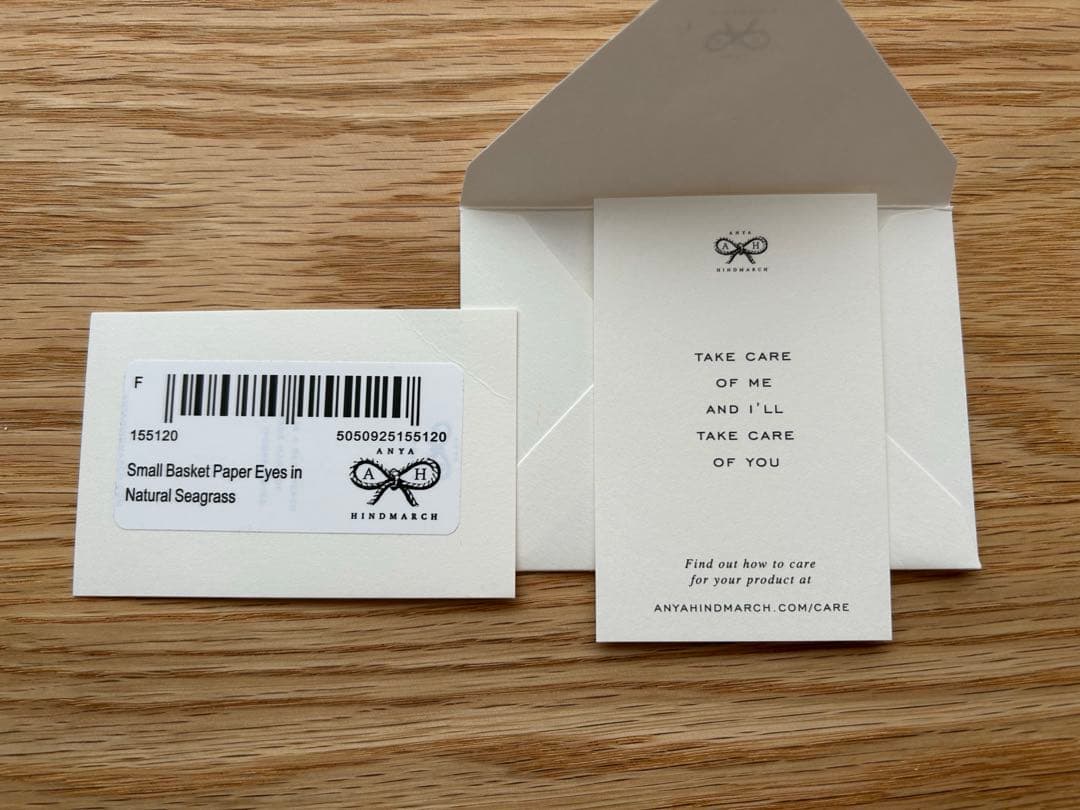 F
155120
5050925155120
Small Basket Paper Eyes in
Natural Seagrass
ANYA
A H
HINDMARCH
ANYA
A H
HINDMARCH
TAKE CARE
OF ME
AND I'LL
TAKE CARE
OF YOU
Find out how to care
for your product at
ANYAHINDMARCH.COM/CARE